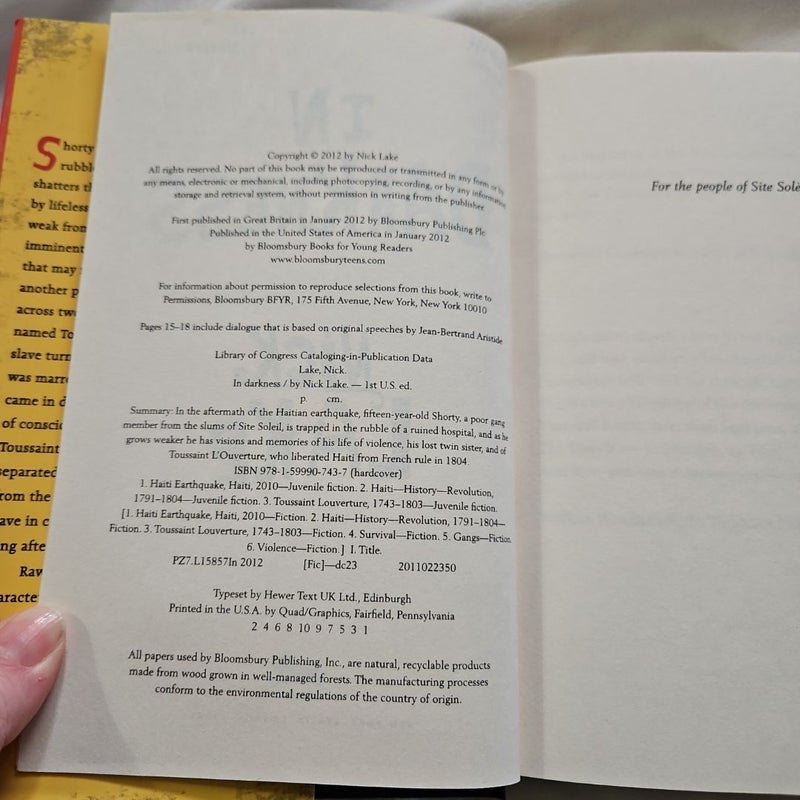 Shorty
rubbl
shatters t
by lifeless
weak from
imminent
that may
another p
across tw
named To
slave turn
was marr
came in d
of consci
Toussaint
separated
rom the
ave in c
ng afte
Raw
aracte
IN
Copyright © 2012 by Nick Lake
All rights reserved. No part of this book may be reproduced or transmitted in any form or by
any means, electronic or mechanical, including photocopying, recording, or by any information
storage and retrieval system, without permission in writing from the publisher.
First published in Great Britain in January 2012 by Bloomsbury Publishing Plc
Published in the United States of America in January 2012
by Bloomsbury Books for Young Readers
www.bloomsburyteens.com
For information about permission to reproduce selections from this book, write to
Permissions, Bloomsbury BFYR, 175 Fifth Avenue, New York, New York 10010
Pages 15–18 include dialogue that is based on original speeches by Jean-Bertrand Aristide
Library of Congress Cataloging-in-Publication Data
Lake, Nick.
In darkness / by Nick Lake. — 1st U.S. ed.
p. cm.
Summary: In the aftermath of the Haitian earthquake, fifteen-year-old Shorty, a poor gang
member from the slums of Site Soleil, is trapped in the rubble of a ruined hospital, and as he
grows weaker he has visions and memories of his life of violence, his lost twin sister, and of
Toussaint L'Ouverture, who liberated Haiti from French rule in 1804.
ISBN 978-1-59990-743-7 (hardcover)
1. Haiti Earthquake, Haiti, 2010—Juvenile fiction. 2. Haiti—History—Revolution,
1791–1804—Juvenile fiction. 3. Toussaint Louverture, 1743–1803—Juvenile fiction.
[1. Haiti Earthquake, Haiti, 2010—Fiction. 2. Haiti—History—Revolution, 1791–1804—
Fiction. 3. Toussaint Louverture, 1743–1803—Fiction. 4. Survival—Fiction. 5. Gangs—Fiction.
6. Violence—Fiction.] I. Title.
PZ7.L15857In 2012 [Fic]—dc23 2011022350
Typeset by Hewer Text UK Ltd., Edinburgh
Printed in the U.S.A. by Quad/Graphics, Fairfield, Pennsylvania
2 4 6 8 10 9 7 5 3 1
All papers used by Bloomsbury Publishing, Inc., are natural, recyclable products
made from wood grown in well-managed forests. The manufacturing processes
conform to the environmental regulations of the country of origin.
For the people of Site Solè